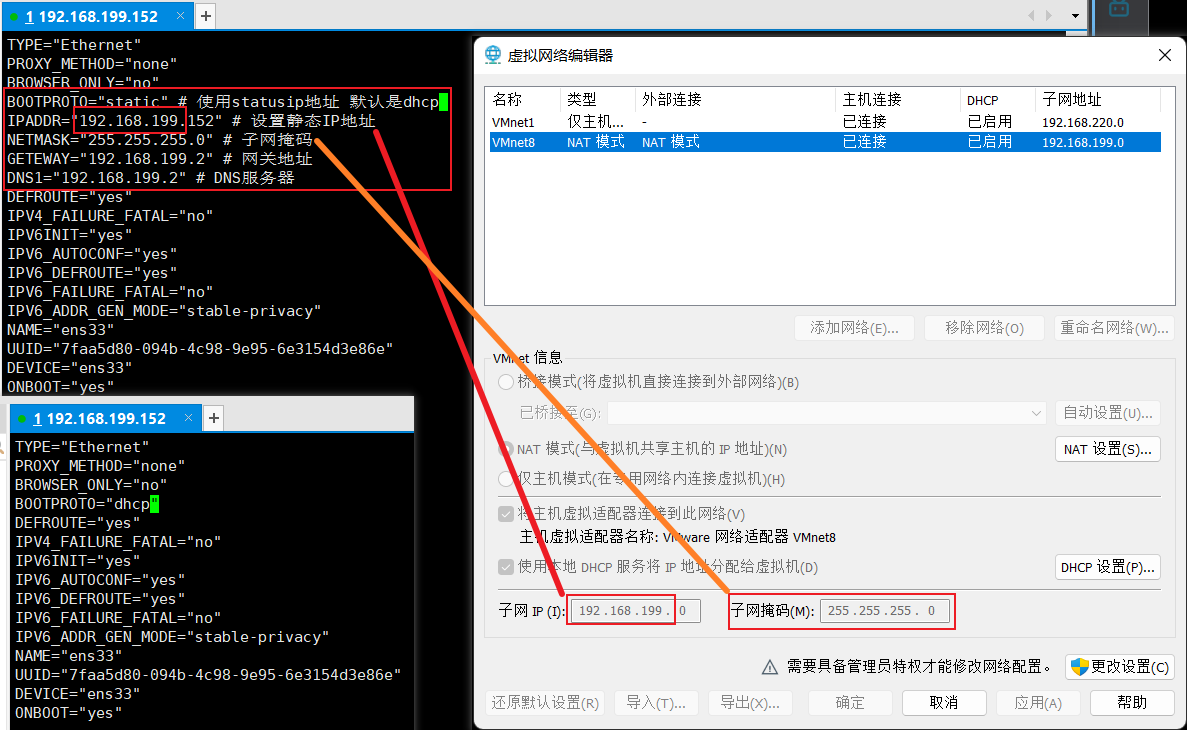 1 192.168.199.152
TYPE="Ethernet"
PROXY_METHOD="none"
BROWSER_ONLY="no"
BOOTPROTO="static" # 使用statusip地址 默认是dhcp
IPADDR="192.168.199.152" # 设置静态IP地址
NETMASK="255.255.255.0" # 子网掩码
GETEWAY="192.168.199.2" # 网关地址
DNS1="192.168.199.2" # DNS服务器
DEFROUTE="yes"
IPV4_FAILURE_FATAL="no"
IPV6INIT="yes"
IPV6_AUTOCONF="yes"
IPV6_DEFROUTE="yes"
IPV6_FAILURE_FATAL="no"
IPV6_ADDR_GEN_MODE="stable-privacy"
NAME="ens33"
UUID="7faa5d80-094b-4c98-9e95-6e3154d3e86e"
DEVICE="ens33"
ONBOOT="yes"
1 192.168.199.152
TYPE="Ethernet"
PROXY_METHOD="none"
BROWSER_ONLY="no"
BOOTPROTO="dhcp"
DEFROUTE="yes"
IPV4_FAILURE_FATAL="no"
IPV6INIT="yes"
IPV6_AUTOCONF="yes"
IPV6_DEFROUTE="yes"
IPV6_FAILURE_FATAL="no"
IPV6_ADDR_GEN_MODE="stable-privacy"
NAME="ens33"
UUID="7faa5d80-094b-4c98-9e95-6e3154d3e86e"
DEVICE="ens33"
ONBOOT="yes"
虚拟网络编辑器
名称 类型 外部连接 主机连接 DHCP 子网地址
VMnet1 仅主机... - 已连接 已启用 192.168.220.0
VMnet8 NAT 模式 NAT 模式 已连接 已启用 192.168.199.0
添加网络(E)... 移除网络(O) 重命名网络(W)...
VMnet 信息
桥接模式(将虚拟机直接连接到外部网络)(B)
已桥接至(G): 自动设置(U)...
NAT 模式(与虚拟机共享主机的 IP 地址)(N) NAT 设置(S)...
仅主机模式(在专用网络内连接虚拟机)(H)
将主机虚拟适配器连接到此网络(V)
主机虚拟适配器名称: VMware 网络适配器 VMnet8
使用本地 DHCP 服务将 IP 地址分配给虚拟机(D) DHCP 设置(P)...
子网 IP (I): 192.168.199. 0 子网掩码(M): 255.255.255. 0
需要具备管理员特权才能修改网络配置。 更改设置(C)
还原默认设置(R) 导入(T)... 导出(X)... 确定 取消 应用(A) 帮助